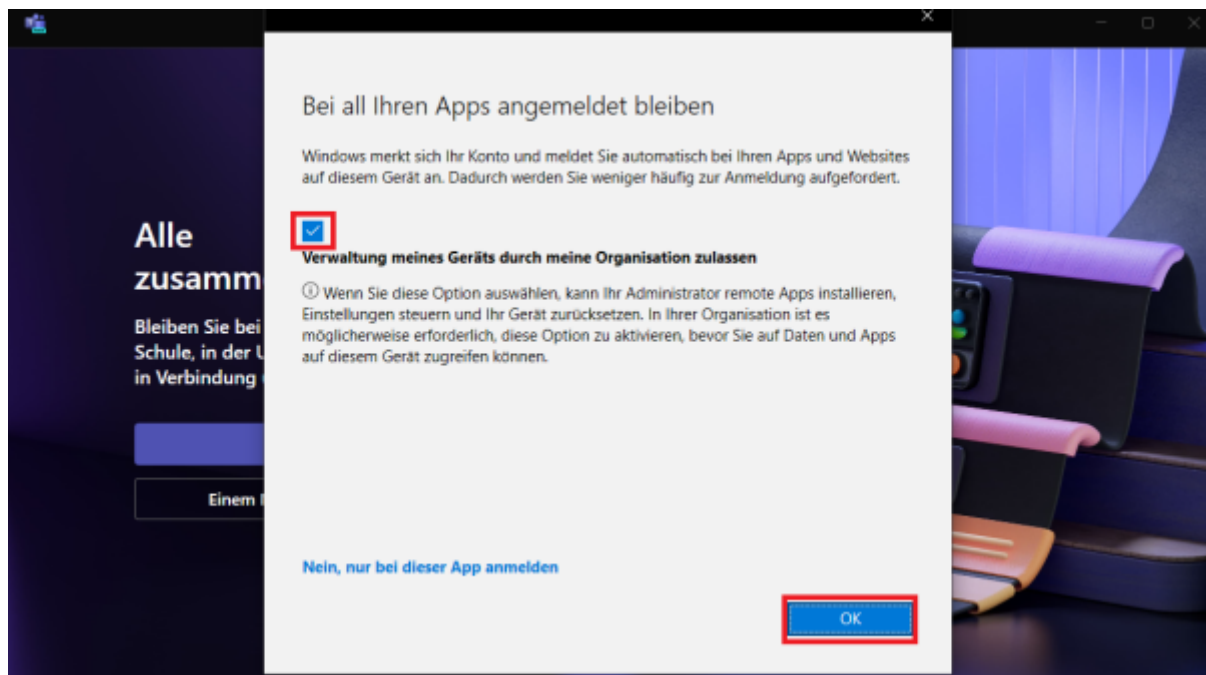 Bei all Ihren Apps angemeldet bleiben
Windows merkt sich Ihr Konto und meldet Sie automatisch bei Ihren Apps und Websites
auf diesem Gerät an. Dadurch werden Sie weniger häufig zur Anmeldung aufgefordert.
Verwaltung meines Geräts durch meine Organisation zulassen
Wenn Sie diese Option auswählen, kann Ihr Administrator remote Apps installieren,
Einstellungen steuern und Ihr Gerät zurücksetzen. In Ihrer Organisation ist es
möglicherweise erforderlich, diese Option zu aktivieren, bevor Sie auf Daten und Apps
auf diesem Gerät zugreifen können.
Nein, nur bei dieser App anmelden
OK
Alle
zusamm
Bleiben Sie bei
Schule, in der U
in Verbindung
Einem